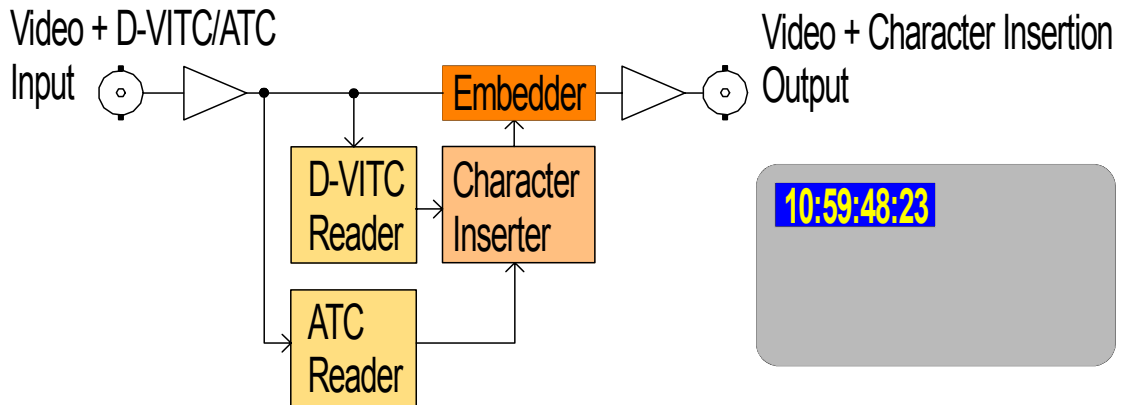 Video + D-VITC/ATC
Input
Video + Character Insertion
Output
Embedder
D-VITC
Reader
Character
Inserter
10:59:48:23
ATC
Reader